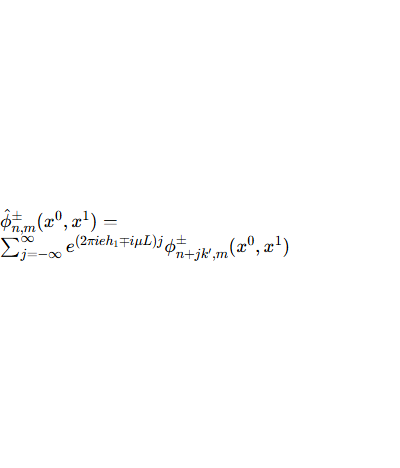 $\hat{\phi}^{\pm}_{n,m}(x^0, x^1) =$
$\sum_{j=-\infty}^{\infty} e^{(2\pi i e h_1 \mp i\mu L)j} \phi^{\pm}_{n+jk',m}(x^0, x^1)$